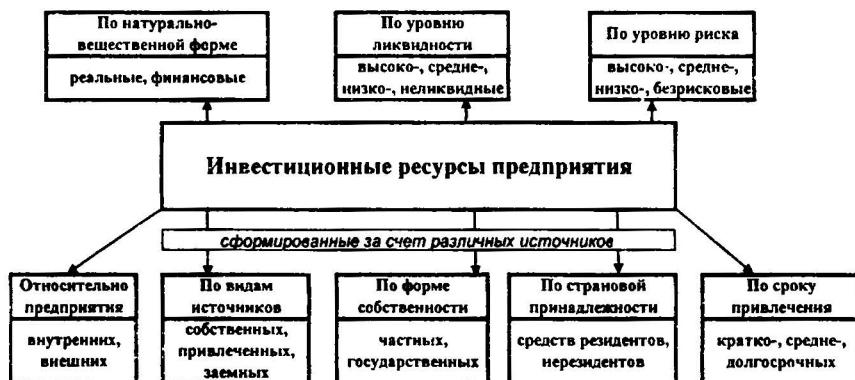 По натурально-
вещественной форме
реальные, финансовые
По уровню
ликвидности
высоко-, средне-,
низко-, неликвидные
По уровню риска
высоко-, средне-,
низко-, безрисковые
Инвестиционные ресурсы предприятия
сформированные за счет различных источников
Относительно
предприятия
внутренних,
внешних
По видам
источников
собственных,
привлеченных,
заемных
По форме
собственности
частных,
государственных
По страновой
принадлежности
средств резидентов,
нерезидентов
По сроку
привлечения
кратко-, средне-,
долгосрочных